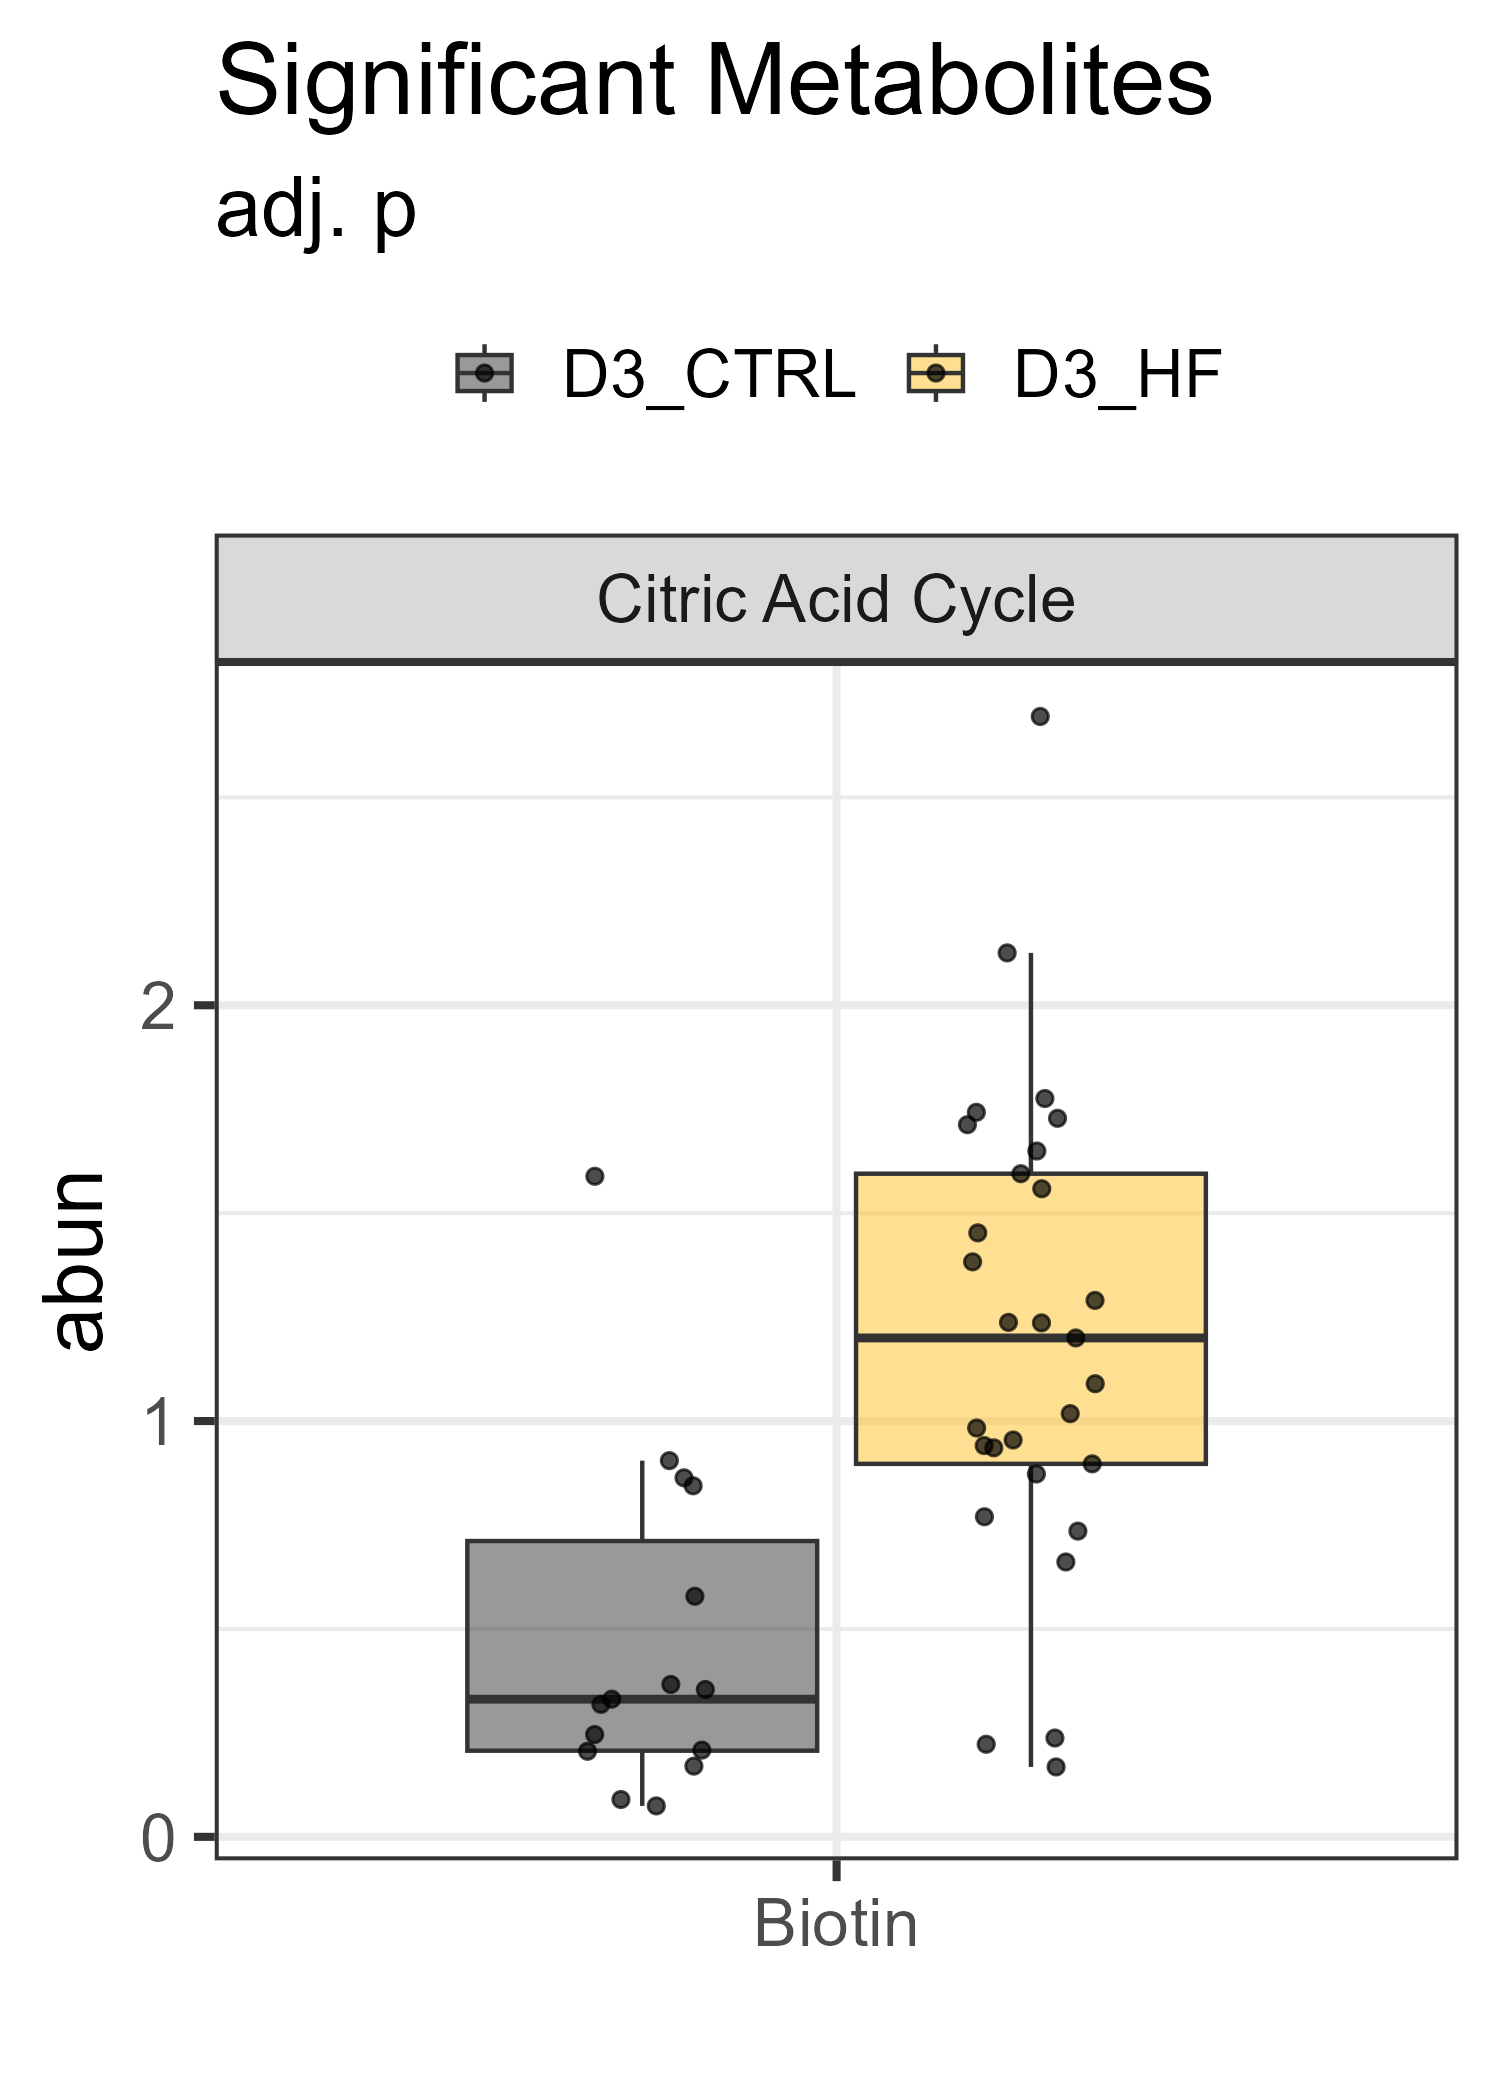 Significant Metabolites
adj. p
D3_CTRL D3_HF
Citric Acid Cycle
abun
2
1
0
Biotin